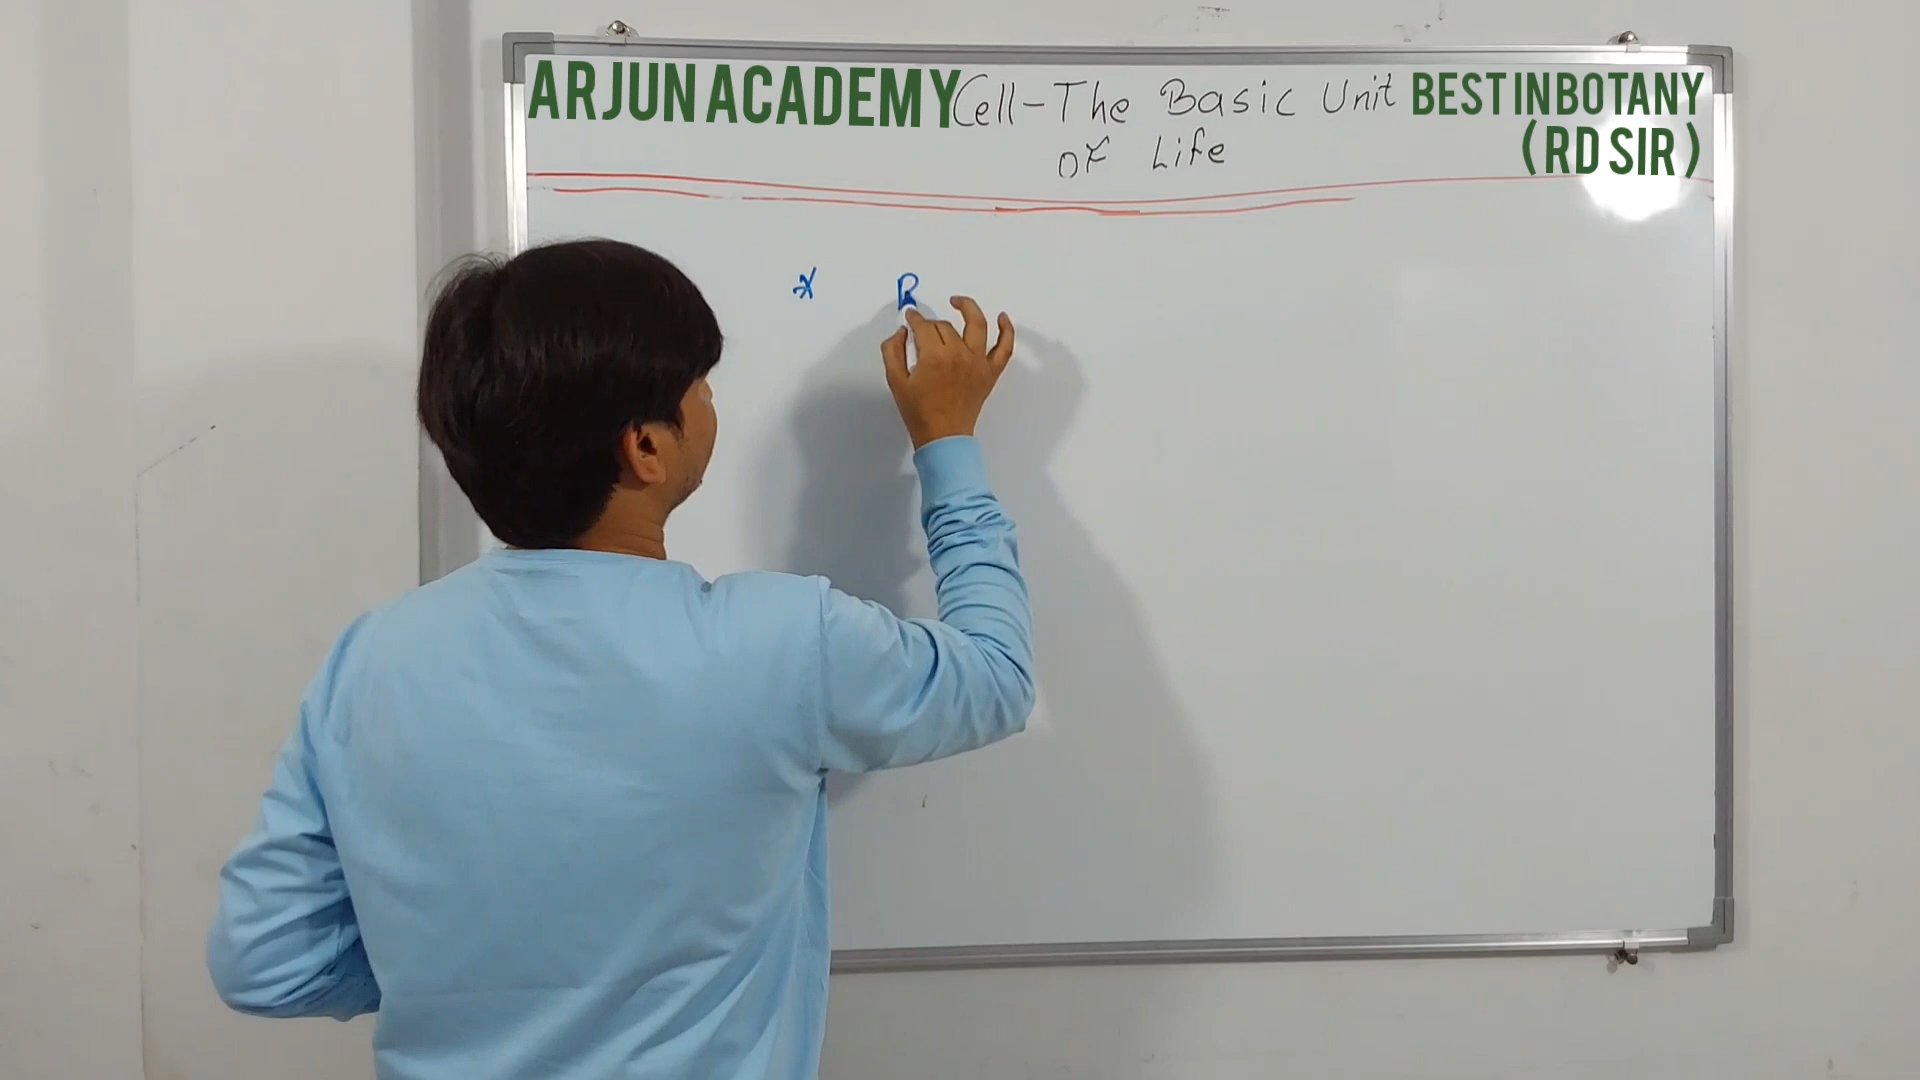 ARJUN ACADEMY Cell-The Basic Unit BEST IN BOTANY
OF Life (RD SIR)
* R